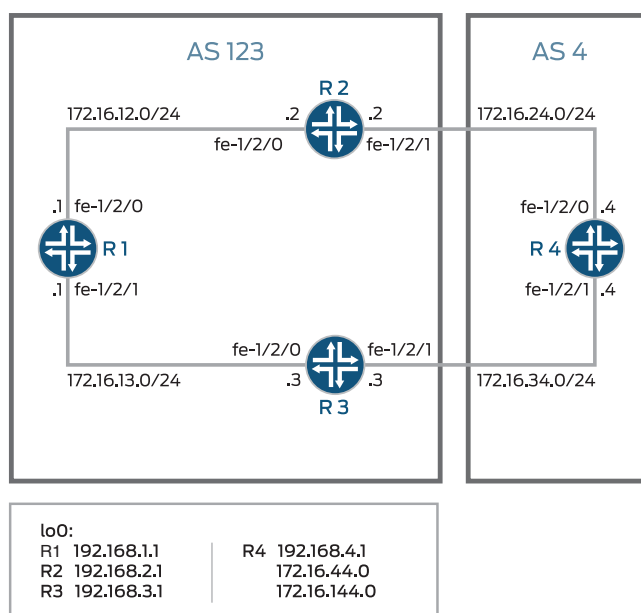 AS 123
AS 4
R 2
172.16.12.0/24
.2
.2
172.16.24.0/24
fe-1/2/0
fe-1/2/1
.1
fe-1/2/0
fe-1/2/0
.4
R 1
R 4
.1
fe-1/2/1
fe-1/2/1
.4
fe-1/2/0
fe-1/2/1
172.16.13.0/24
.3
.3
172.16.34.0/24
R 3
lo0:
R1 192.168.1.1
R4 192.168.4.1
R2 192.168.2.1
172.16.44.0
R3 192.168.3.1
172.16.144.0